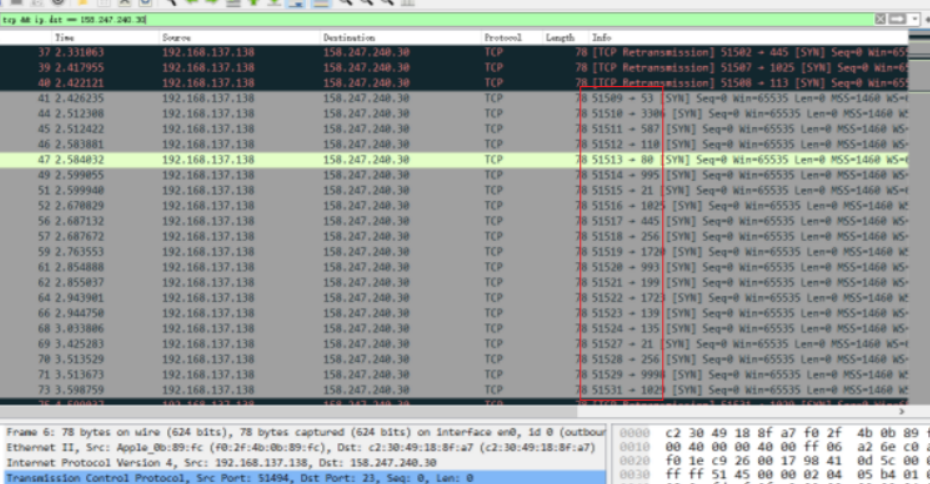 tcp && ip.dst == 158.247.240.30
Time Source Destination Protocol Length Info
37 2.331063 192.168.137.138 158.247.240.30 TCP 78 [TCP Retransmission] 51502 → 445 [SYN] Seq=0 Win=655
39 2.417955 192.168.137.138 158.247.240.30 TCP 78 [TCP Retransmission] 51507 → 1025 [SYN] Seq=0 Win=6
40 2.422121 192.168.137.138 158.247.240.30 TCP 78 [TCP Retransmission] 51508 → 113 [SYN] Seq=0 Win=655
41 2.426235 192.168.137.138 158.247.240.30 TCP 78 51509 → 53 [SYN] Seq=0 Win=65535 Len=0 MSS=1460 WS=
44 2.512308 192.168.137.138 158.247.240.30 TCP 78 51510 → 3306 [SYN] Seq=0 Win=65535 Len=0 MSS=1460 W
45 2.512422 192.168.137.138 158.247.240.30 TCP 78 51511 → 587 [SYN] Seq=0 Win=65535 Len=0 MSS=1460 WS
46 2.583881 192.168.137.138 158.247.240.30 TCP 78 51512 → 110 [SYN] Seq=0 Win=65535 Len=0 MSS=1460 WS
47 2.584032 192.168.137.138 158.247.240.30 TCP 78 51513 → 80 [SYN] Seq=0 Win=65535 Len=0 MSS=1460 WS=
49 2.599055 192.168.137.138 158.247.240.30 TCP 78 51514 → 995 [SYN] Seq=0 Win=65535 Len=0 MSS=1460 WS
51 2.599940 192.168.137.138 158.247.240.30 TCP 78 51515 → 21 [SYN] Seq=0 Win=65535 Len=0 MSS=1460 WS=
52 2.670829 192.168.137.138 158.247.240.30 TCP 78 51516 → 1025 [SYN] Seq=0 Win=65535 Len=0 MSS=1460 W
56 2.687132 192.168.137.138 158.247.240.30 TCP 78 51517 → 445 [SYN] Seq=0 Win=65535 Len=0 MSS=1460 WS
57 2.687672 192.168.137.138 158.247.240.30 TCP 78 51518 → 256 [SYN] Seq=0 Win=65535 Len=0 MSS=1460 WS
59 2.763553 192.168.137.138 158.247.240.30 TCP 78 51519 → 1720 [SYN] Seq=0 Win=65535 Len=0 MSS=1460 W
61 2.854888 192.168.137.138 158.247.240.30 TCP 78 51520 → 993 [SYN] Seq=0 Win=65535 Len=0 MSS=1460 WS
62 2.855037 192.168.137.138 158.247.240.30 TCP 78 51521 → 199 [SYN] Seq=0 Win=65535 Len=0 MSS=1460 WS
64 2.943901 192.168.137.138 158.247.240.30 TCP 78 51522 → 1723 [SYN] Seq=0 Win=65535 Len=0 MSS=1460 W
66 2.944750 192.168.137.138 158.247.240.30 TCP 78 51523 → 139 [SYN] Seq=0 Win=65535 Len=0 MSS=1460 WS
68 3.033806 192.168.137.138 158.247.240.30 TCP 78 51524 → 135 [SYN] Seq=0 Win=65535 Len=0 MSS=1460 WS
69 3.425283 192.168.137.138 158.247.240.30 TCP 78 51527 → 21 [SYN] Seq=0 Win=65535 Len=0 MSS=1460 WS=
70 3.513529 192.168.137.138 158.247.240.30 TCP 78 51528 → 256 [SYN] Seq=0 Win=65535 Len=0 MSS=1460 WS
71 3.513673 192.168.137.138 158.247.240.30 TCP 78 51529 → 9998 [SYN] Seq=0 Win=65535 Len=0 MSS=1460 W
73 3.598759 192.168.137.138 158.247.240.30 TCP 78 51531 → 1029 [SYN] Seq=0 Win=65535 Len=0 MSS=1460 W
Frame 6: 78 bytes on wire (624 bits), 78 bytes captured (624 bits) on interface en0, id 0 (outbour
Ethernet II, Src: Apple_0b:89:fc (f0:2f:4b:0b:89:fc), Dst: c2:30:49:18:8f:a7 (c2:30:49:18:8f:a7)
Internet Protocol Version 4, Src: 192.168.137.138, Dst: 158.247.240.30
Transmission Control Protocol, Src Port: 51494, Dst Port: 23, Seq: 0, Len: 0
0000 c2 30 49 18 8f a7 f0 2f 4b 0b 89 f
0010 00 40 00 00 40 00 ff 06 a2 6e c0 a
0020 f0 1e c9 26 00 17 98 41 0d 5c 00 0
0030 ff ff 51 45 00 00 02 04 05 b4 01 0